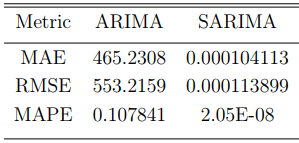 Metric ARIMA SARIMA
MAE 465.2308 0.000104113
RMSE 553.2159 0.000113899
MAPE 0.107841 2.05E-08